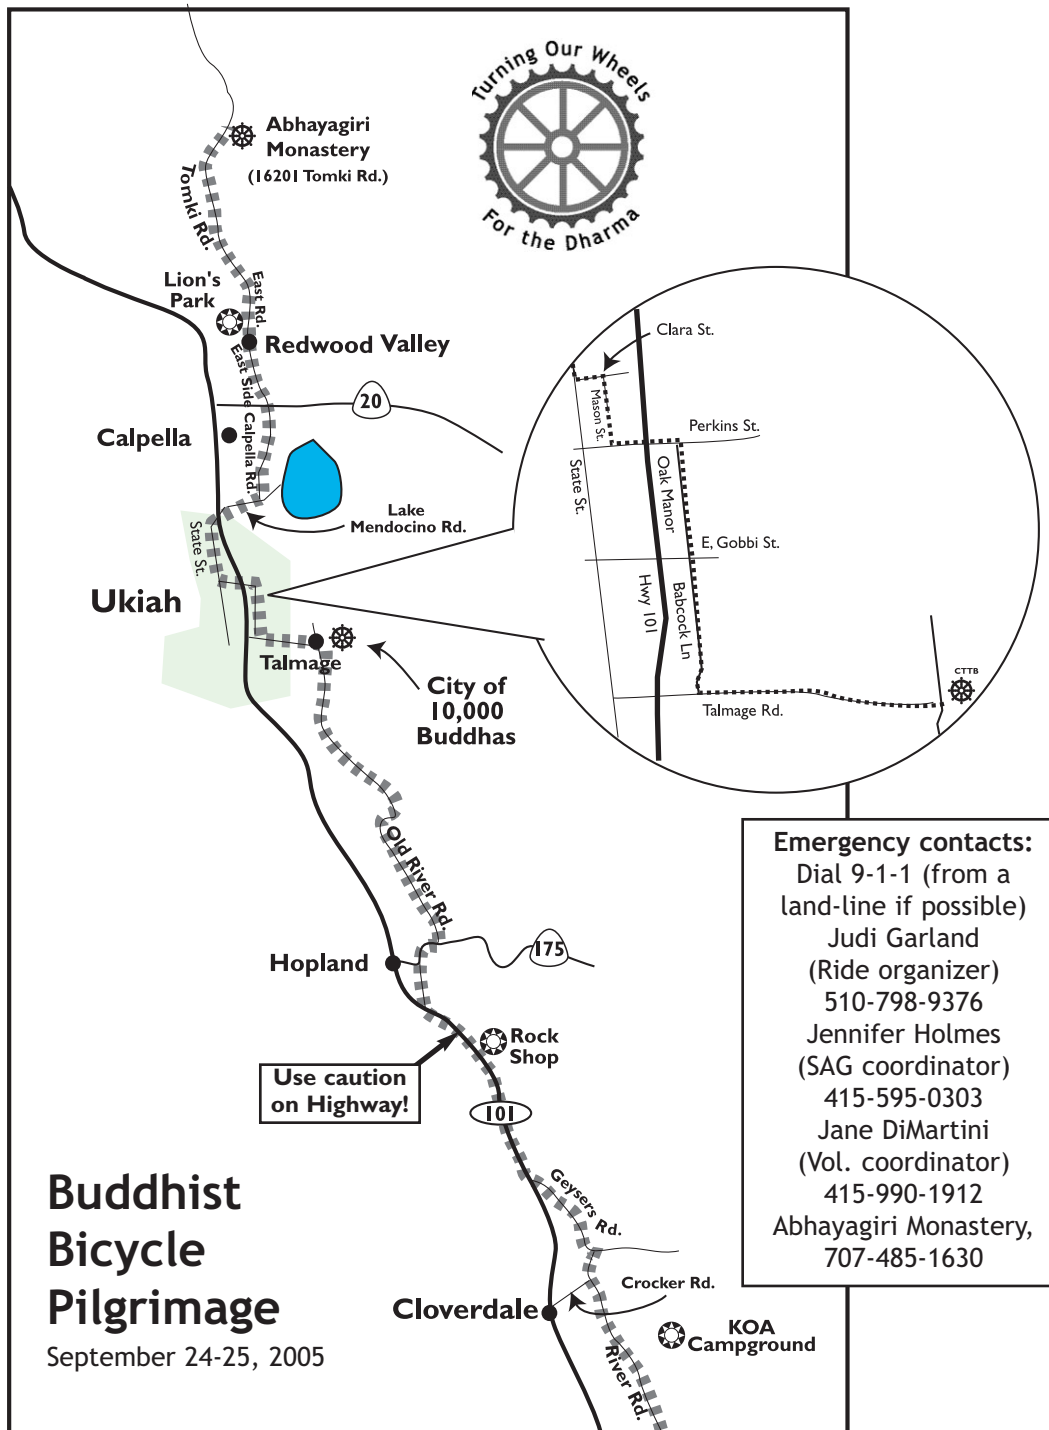 Turning Our Wheels
For the Dharma
Abhayagiri
Monastery
(16201 Tomki Rd.)
Tomki Rd.
Lion's
Park
East Rd.
Redwood Valley
East Side Calpella Rd.
20
Calpella
Lake
Mendocino Rd.
State St.
Ukiah
Talmage
City of
10,000
Buddhas
Clara St.
Mason St.
Perkins St.
State St.
Oak Manor
E, Gobbi St.
Hwy 101
Babcock Ln
CTTB
Talmage Rd.
Old River Rd.
Hopland
175
Rock
Shop
Use caution
on Highway!
101
Geysers Rd.
Crocker Rd.
Cloverdale
KOA
Campground
River Rd.
Emergency contacts:
Dial 9-1-1 (from a
land-line if possible)
Judi Garland
(Ride organizer)
510-798-9376
Jennifer Holmes
(SAG coordinator)
415-595-0303
Jane DiMartini
(Vol. coordinator)
415-990-1912
Abhayagiri Monastery,
707-485-1630
Buddhist
Bicycle
Pilgrimage
September 24-25, 2005